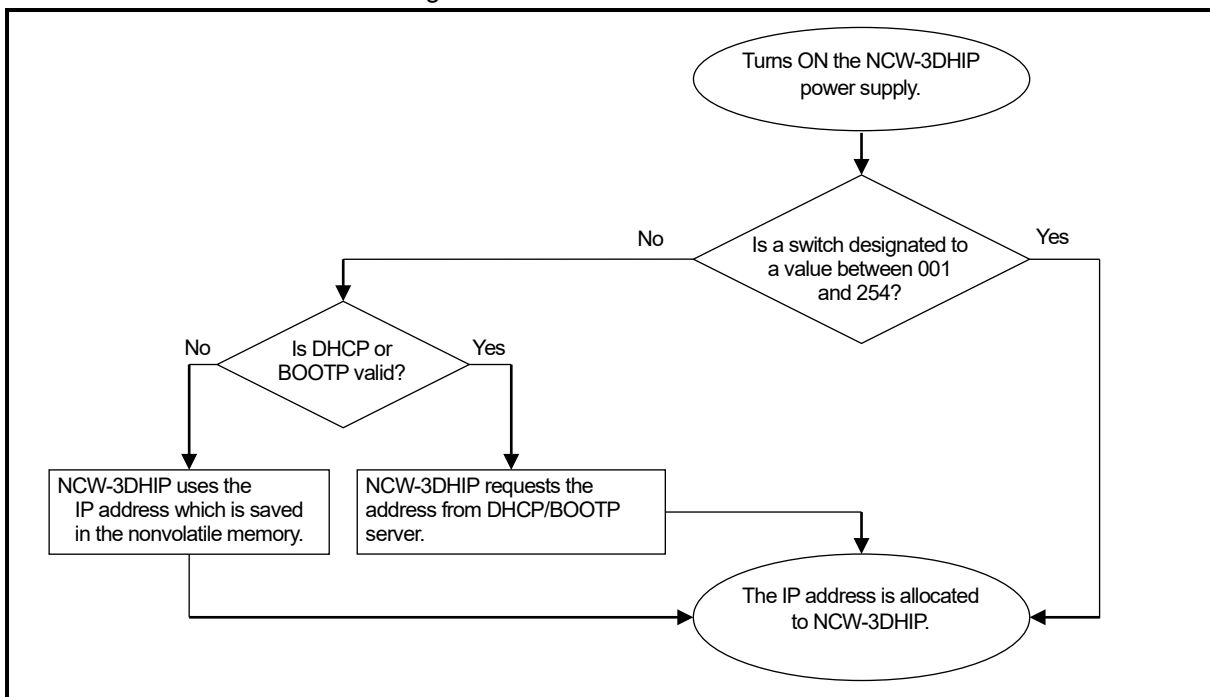 Turns ON the NCW-3DHIP
power supply.
No
Is a switch designated to
a value between 001
and 254?
Yes
No
Is DHCP or
BOOTP valid?
Yes
NCW-3DHIP uses the
IP address which is saved
in the nonvolatile memory.
NCW-3DHIP requests the
address from DHCP/BOOTP
server.
The IP address is allocated
to NCW-3DHIP.